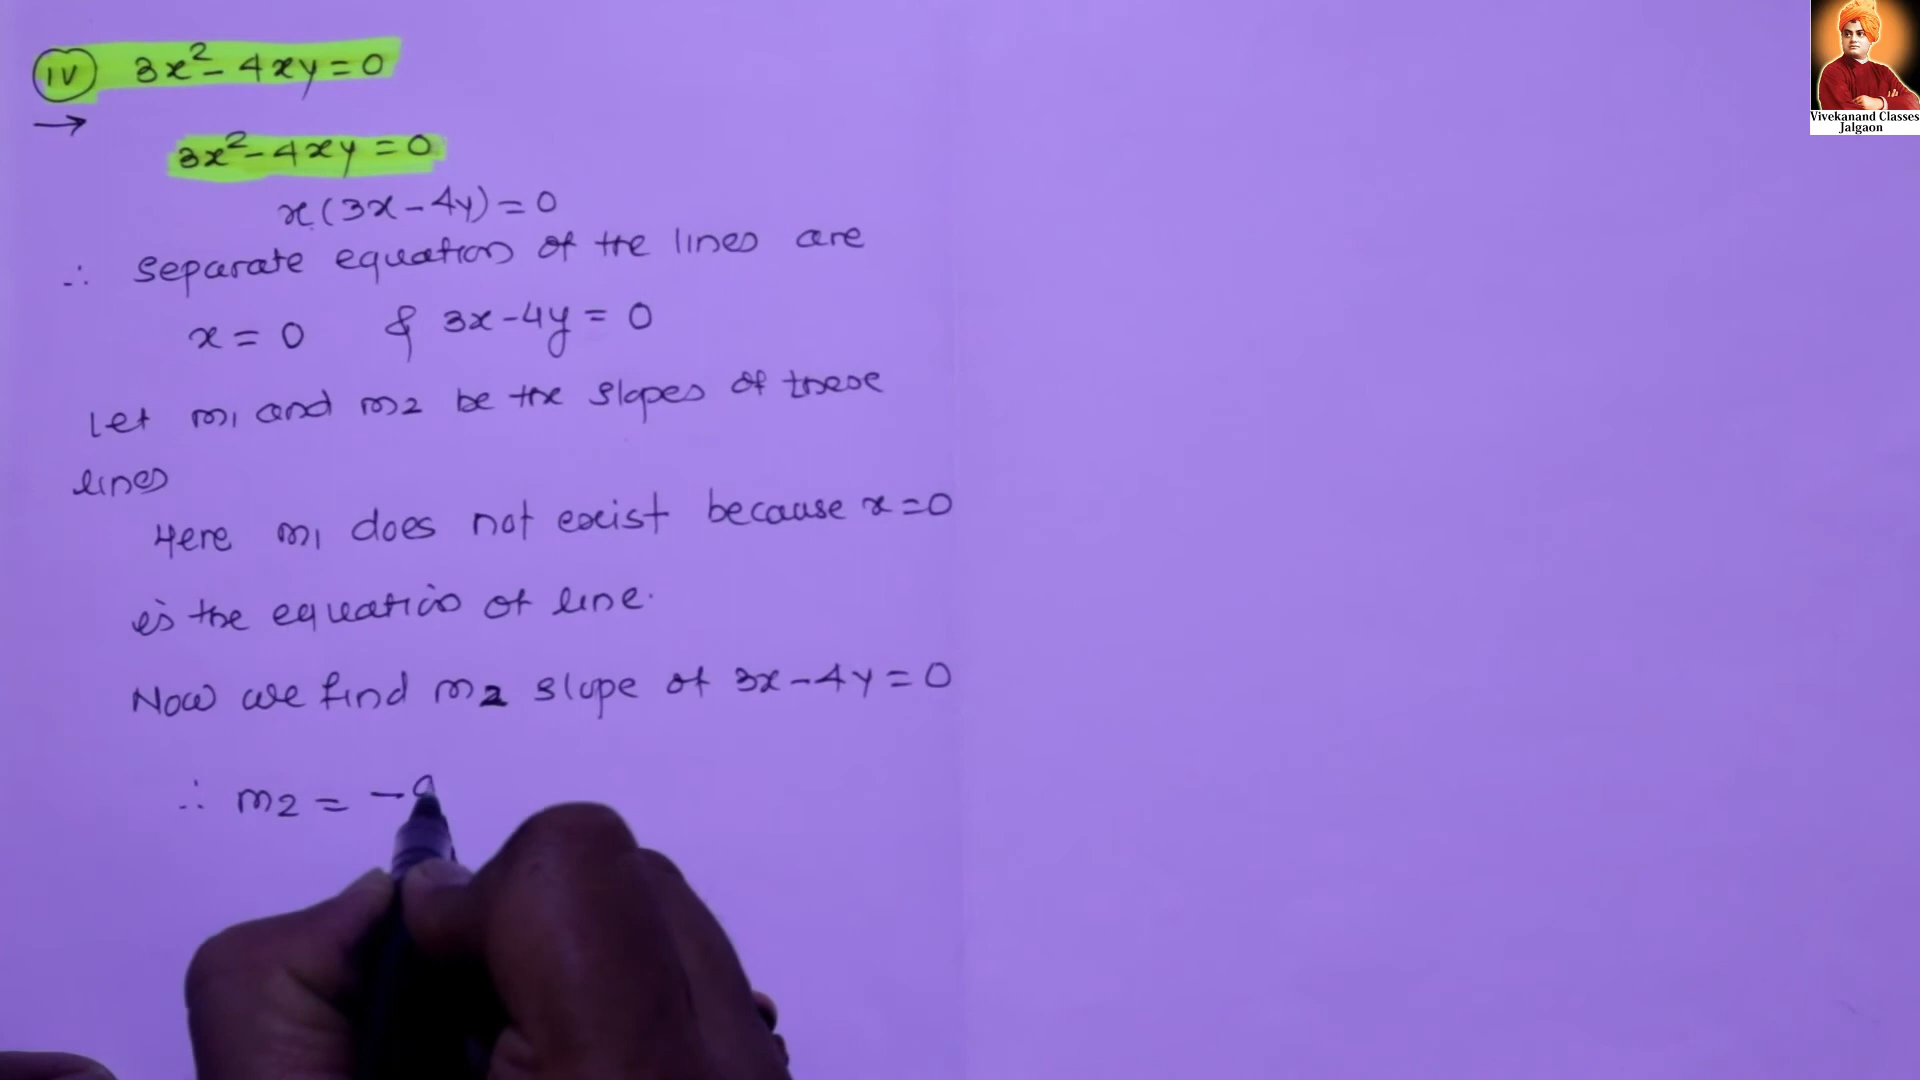 iv 3x² - 4xy = 0
→
3x² - 4xy = 0
x(3x - 4y) = 0
∴ Separate equation of the lines are
x = 0 & 3x - 4y = 0
Let m₁ and m₂ be the slopes of these
lines
Here m₁ does not exist because x = 0
is the equation of line.
Now we find m₂ slope of 3x - 4y = 0
∴ m₂ = -
Vivekanand Classes
Jalgaon